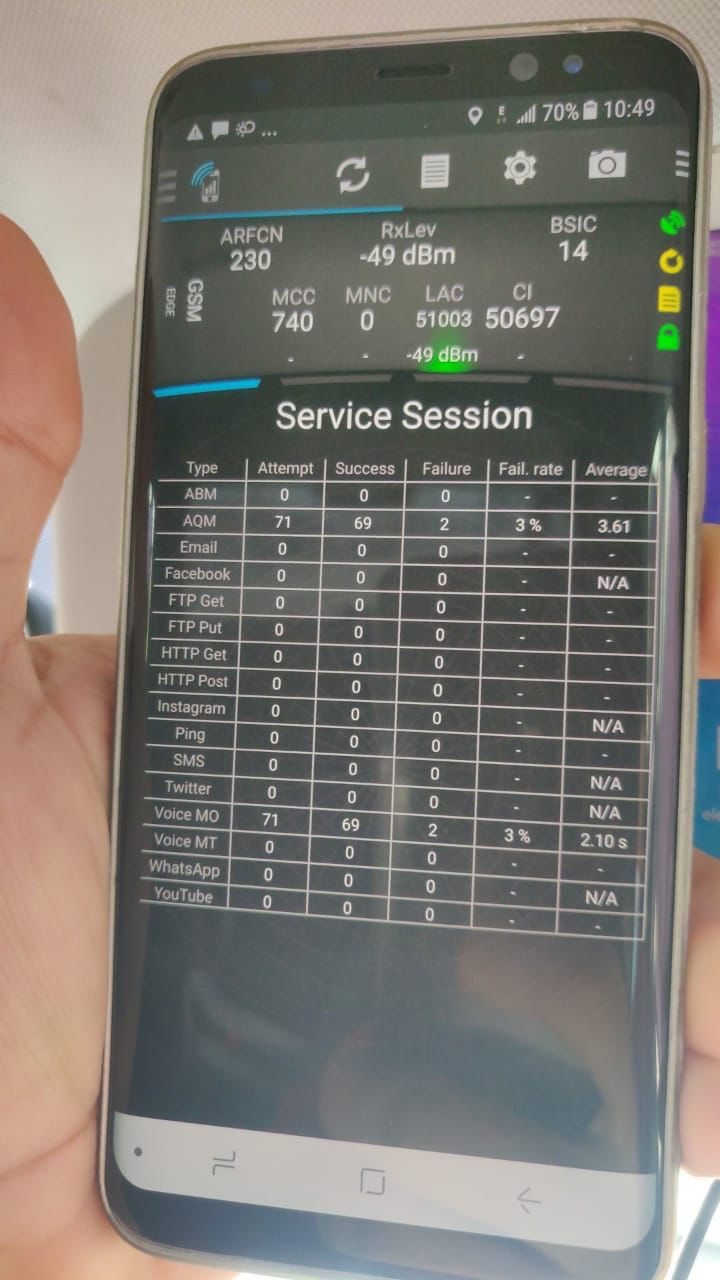 E 70% 10:49
ARFCN RxLev BSIC
230 -49 dBm 14
EDGE GSM
MCC MNC LAC CI
740 0 51003 50697
- - -49 dBm -
Service Session
Type Attempt Success Failure Fail. rate Average
ABM 0 0 0 - -
AQM 71 69 2 3 % 3.61
Email 0 0 0 - -
Facebook 0 0 0 - N/A
FTP Get 0 0 0 - -
FTP Put 0 0 0 - -
HTTP Get 0 0 0 - -
HTTP Post 0 0 0 - -
Instagram 0 0 0 - N/A
Ping 0 0 0 - -
SMS 0 0 0 - N/A
Twitter 0 0 0 - N/A
Voice MO 71 69 2 3 % 2.10 s
Voice MT 0 0 0 - -
WhatsApp 0 0 0 - N/A
YouTube 0 0 0 - -